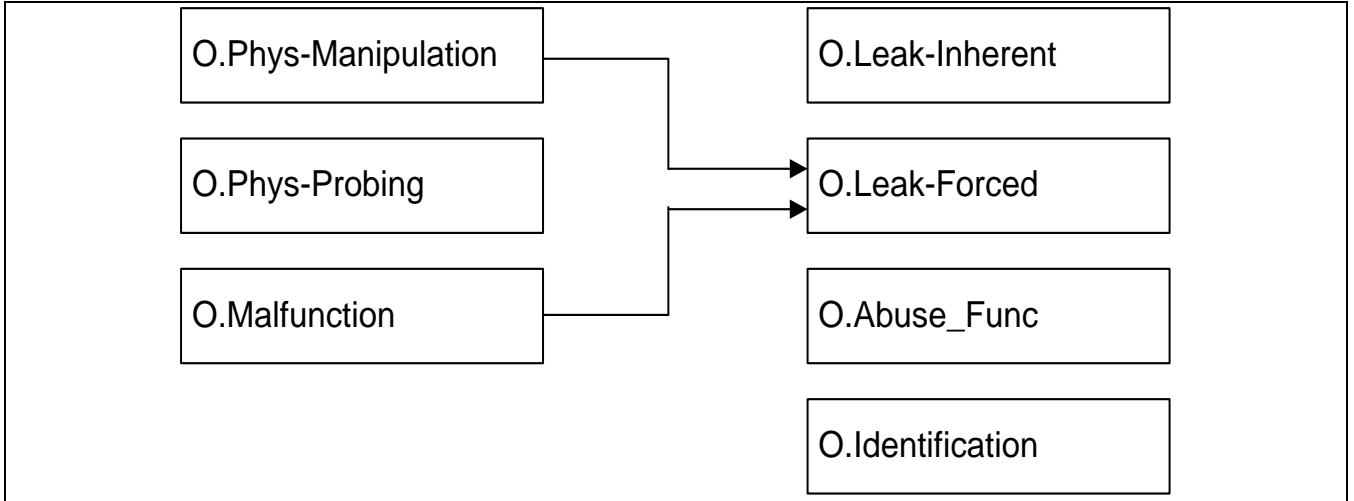 O.Phys-Manipulation
O.Leak-Inherent
O.Phys-Probing
O.Leak-Forced
O.Malfunction
O.Abuse_Func
O.Identification